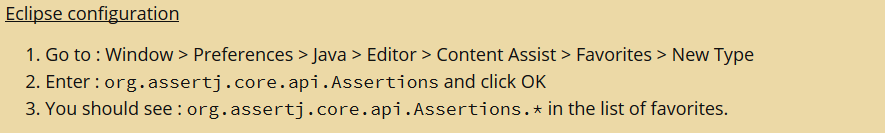 Eclipse configuration
1. Go to : Window > Preferences > Java > Editor > Content Assist > Favorites > New Type
2. Enter : org.assertj.core.api.Assertions and click OK
3. You should see : org.assertj.core.api.Assertions.* in the list of favorites.